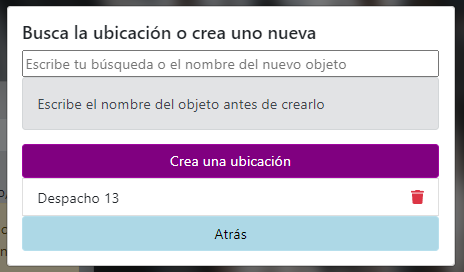 Busca la ubicación o crea uno nueva
Escribe tu búsqueda o el nombre del nuevo objeto
Escribe el nombre del objeto antes de crearlo
Crea una ubicación
Despacho 13
Atrás